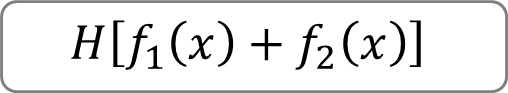 H[f₁(x) + f₂(x)]